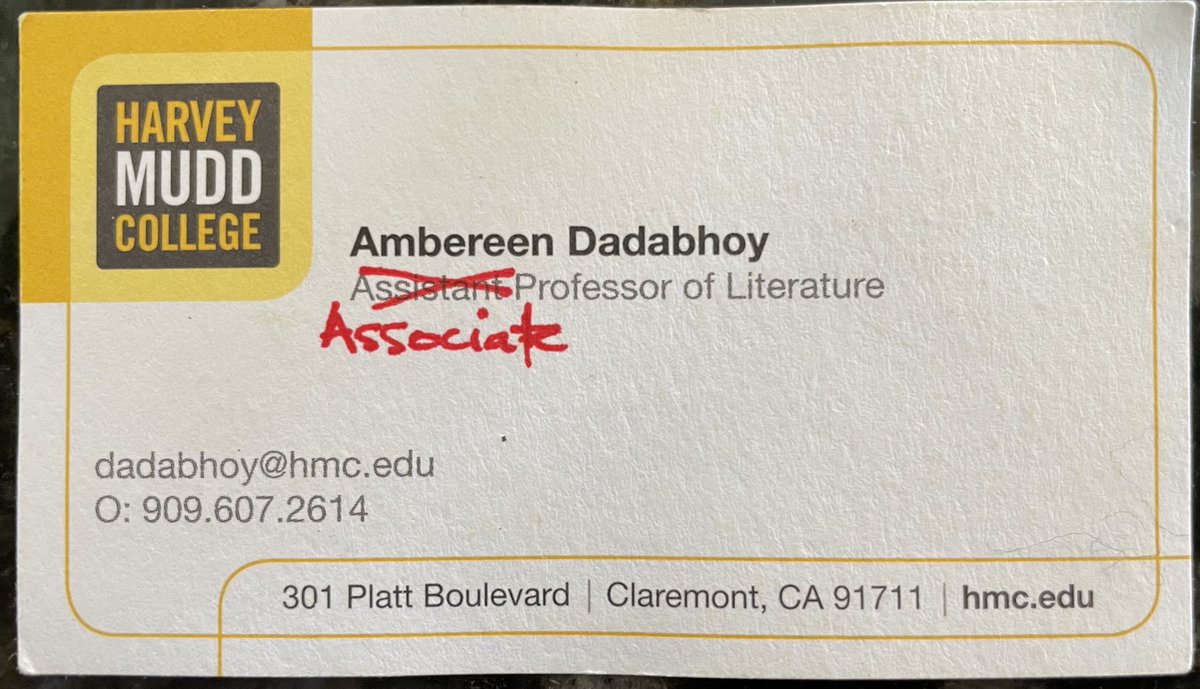 HARVEY
MUDD
COLLEGE
Ambereen Dadabhoy
Assistant Professor of Literature
Associate
dadabhoy@hmc.edu
O: 909.607.2614
301 Platt Boulevard | Claremont, CA 91711 | hmc.edu